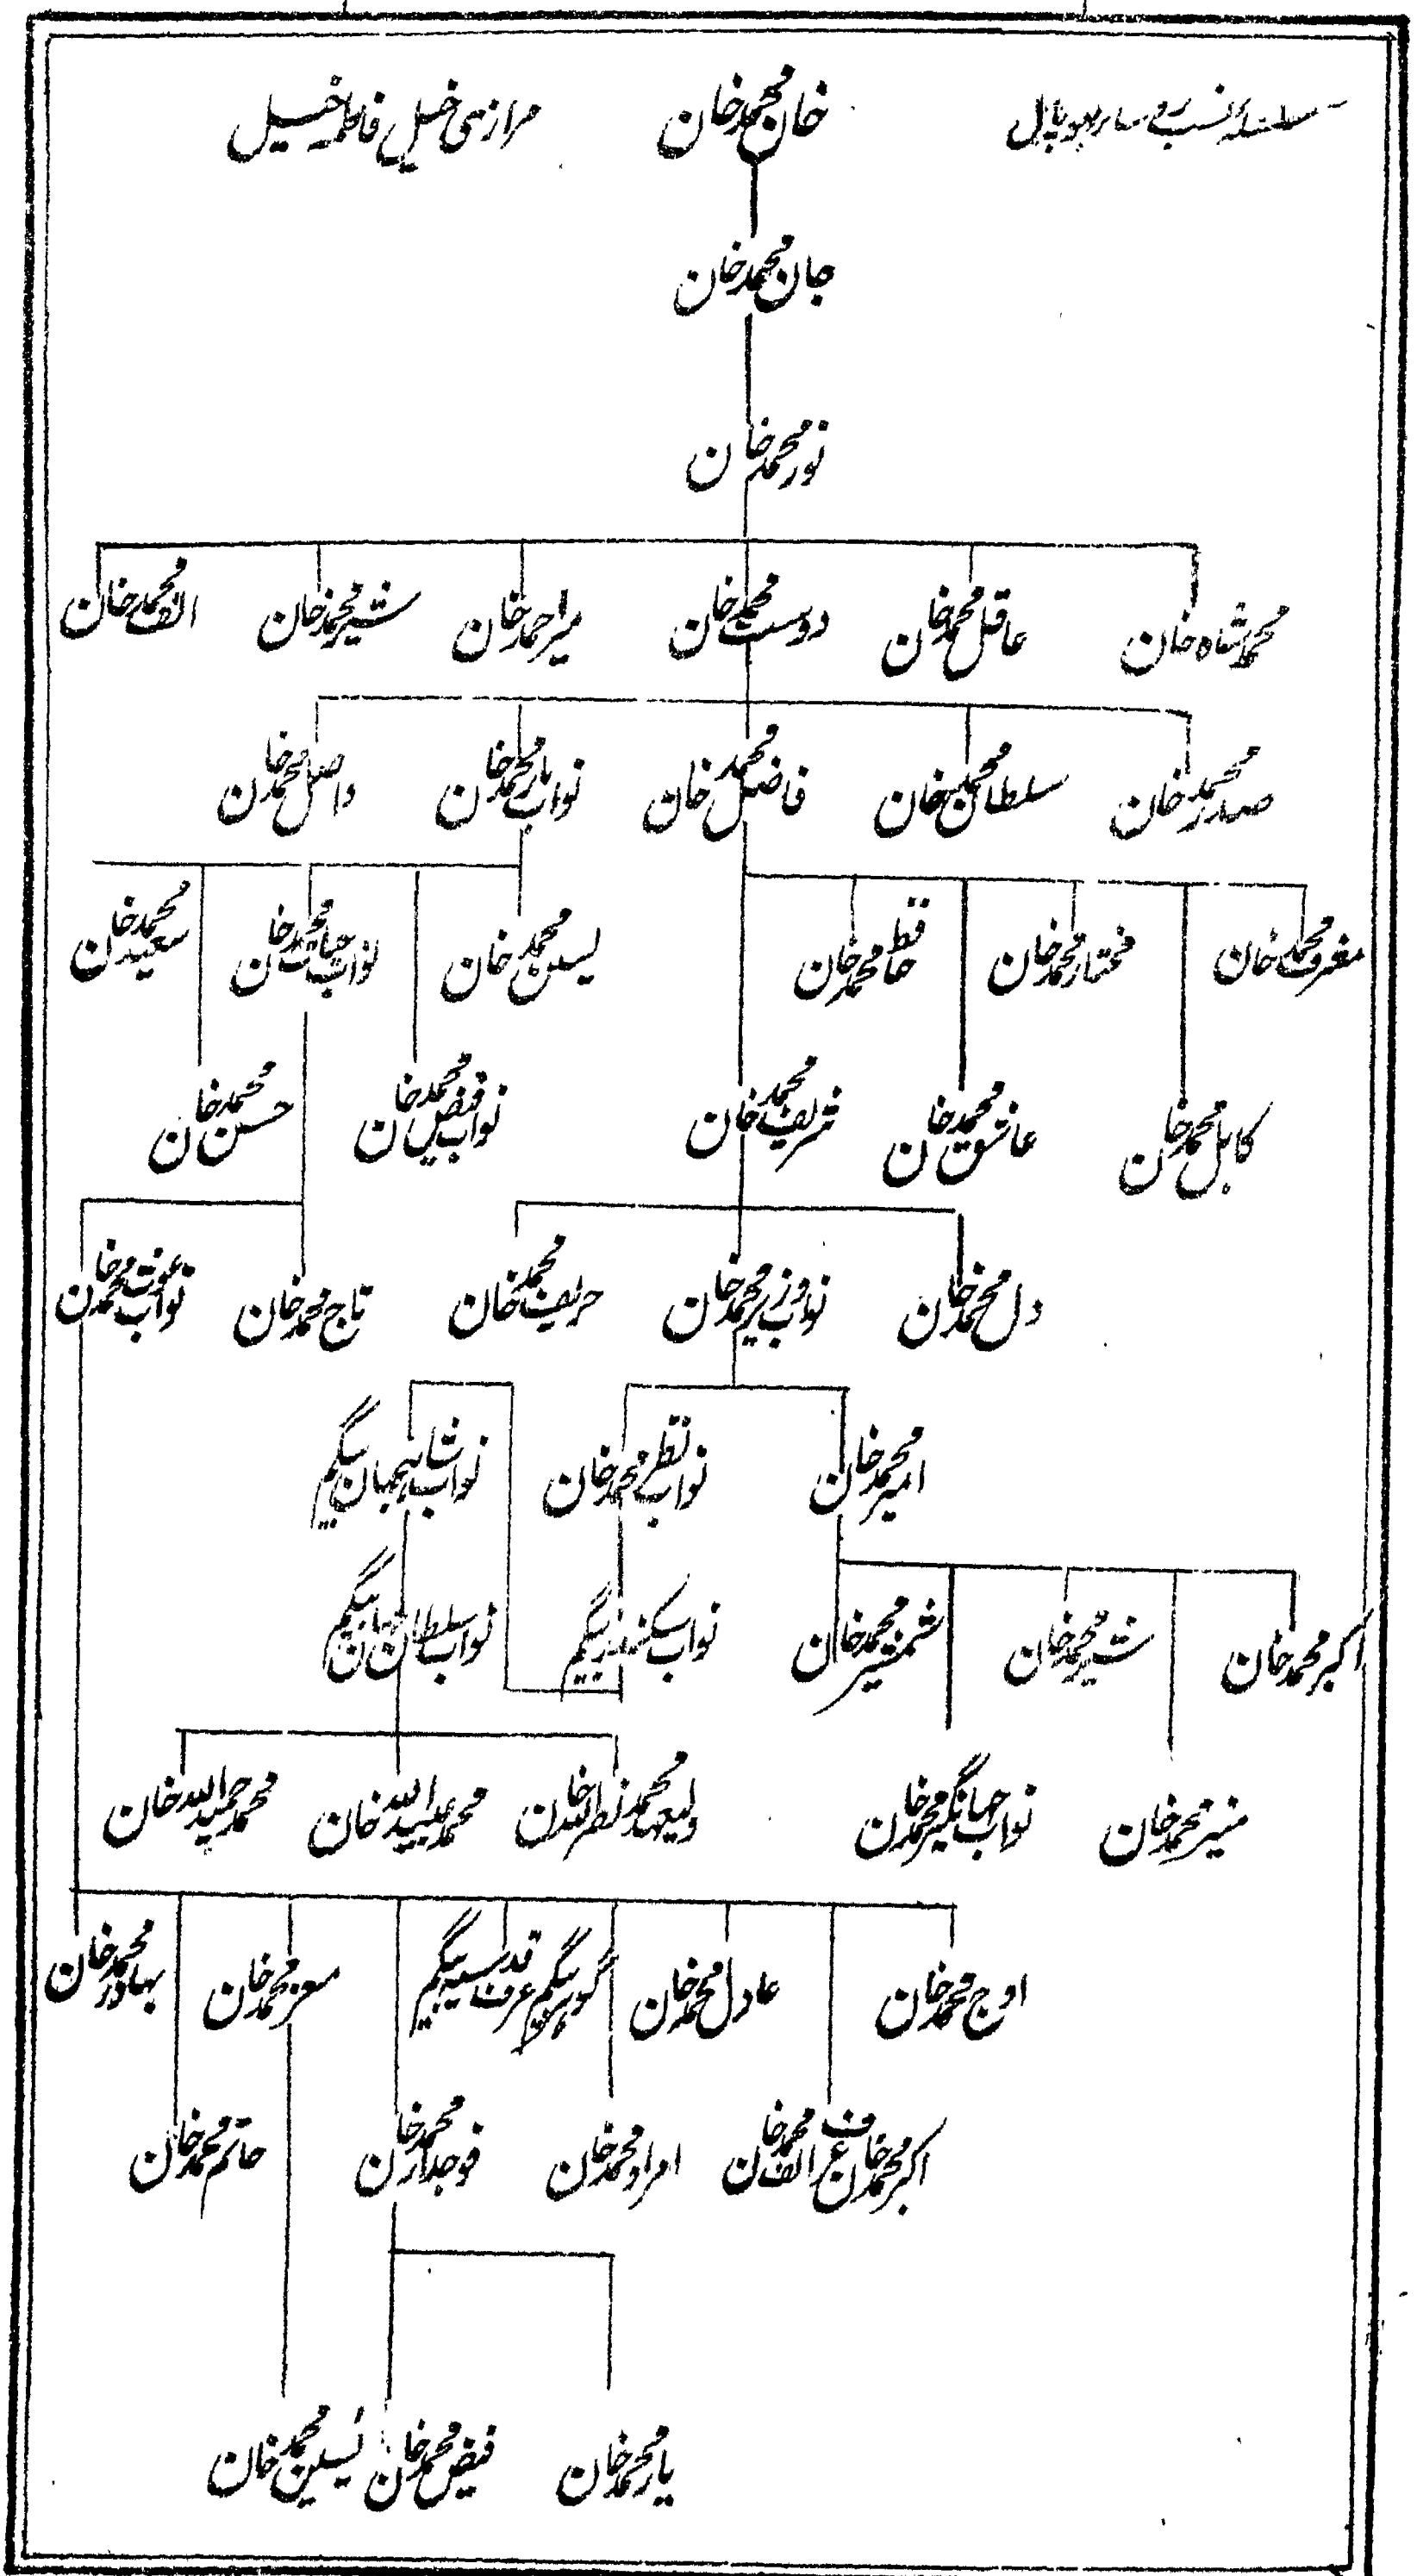 سلسلۂ نسب رؤسائے بھوپال
خان محمد خان
مرازی خیل فاطمہ خیل
جان محمد خان
نور محمد خان
محمد شاہ خان
عاقل محمد خان
دوست محمد خان
میر احمد خان
شیر محمد خان
الف محمد خان
صدر محمد خان
سلطان محمد خان
فاضل محمد خان
نواب یار محمد خان
واصل محمد خان
محمد خان
مختار محمد خان
حافظ محمد خان
یسین محمد خان
نواب حیات محمد خان
سعید محمد خان
کابل محمد خان
عاشق محمد خان
شریف محمد خان
نواب فیض محمد خان
حسن محمد خان
دل محمد خان
نواب وزیر محمد خان
حریف محمد خان
تاج محمد خان
نواب غوث محمد خان
امیر محمد خان
نواب نظر محمد خان
نواب شاہجہان بیگم
اکبر محمد خان
شیر محمد خان
شمشیر محمد خان
نواب سکندر بیگم
نواب سلطان جہان بیگم
منیر محمد خان
نواب جہانگیر محمد خان
ولیعہد محمد نصر اللہ خان
محمد عبید اللہ خان
محمد حمید اللہ خان
اوج محمد خان
عادل محمد خان
گوہر بیگم عرف قدسیہ بیگم
معز محمد خان
بہادر محمد خان
اکبر محمد خان عرف الف محمد خان
امراو محمد خان
فوجدار محمد خان
حاتم محمد خان
یار محمد خان
فیض محمد خان
یسین محمد خان